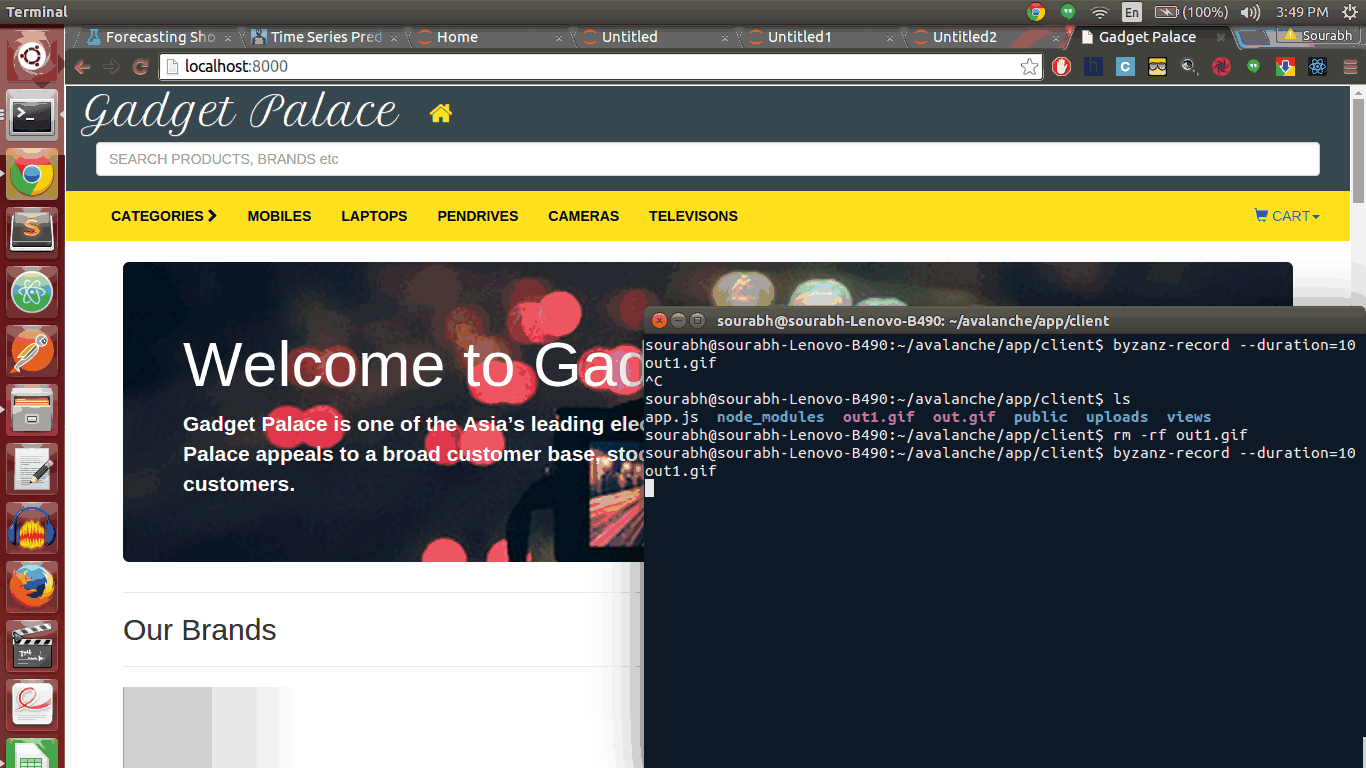 Terminal
En
(100%)
3:49 PM
Forecasting Sho
Time Series Pred
Home
Untitled
Untitled1
Untitled2
Gadget Palace
Sourabh
localhost:8000
Gadget Palace
SEARCH PRODUCTS, BRANDS etc
CATEGORIES
MOBILES
LAPTOPS
PENDRIVES
CAMERAS
TELEVISONS
CART
Welcome to Gad
Gadget Palace is one of the Asia’s leading elec
Palace appeals to a broad customer base, stoc
customers.
Our Brands
sourabh@sourabh-Lenovo-B490: ~/avalanche/app/client
sourabh@sourabh-Lenovo-B490:~/avalanche/app/client$ byzanz-record --duration=10
out1.gif
^C
sourabh@sourabh-Lenovo-B490:~/avalanche/app/client$ ls
app.js  node_modules  out1.gif  out.gif  public  uploads  views
sourabh@sourabh-Lenovo-B490:~/avalanche/app/client$ rm -rf out1.gif
sourabh@sourabh-Lenovo-B490:~/avalanche/app/client$ byzanz-record --duration=10
out1.gif